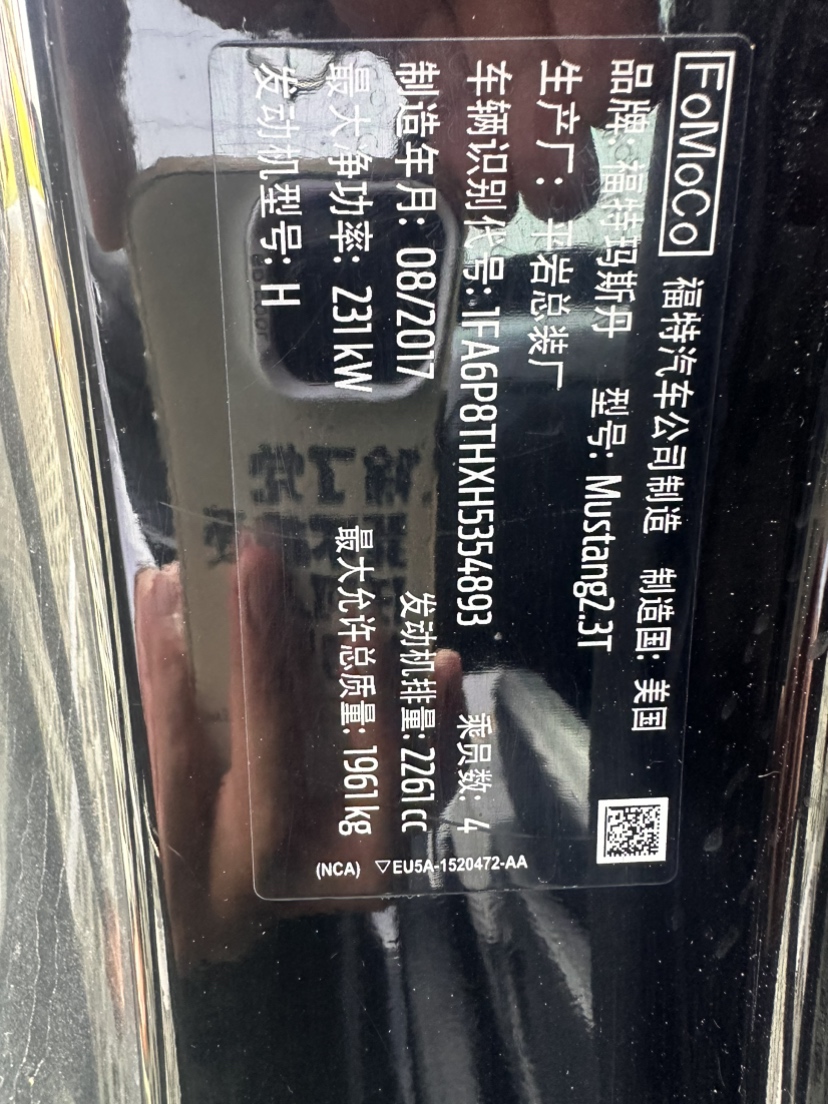 FoMoCo 福特汽车公司制造 制造国: 美国
品牌: 福特玛斯丹 型号: Mustang2.3T
生产厂: 平岩总装厂
车辆识别代号: 1FA6P8THXH5354893 乘员数: 4
制造年月: 08/2017 发动机排量: 2261cc
最大净功率: 231kW 最大允许总质量: 1961kg
发动机型号: H
(NCA) ▽EU5A-1520472-AA